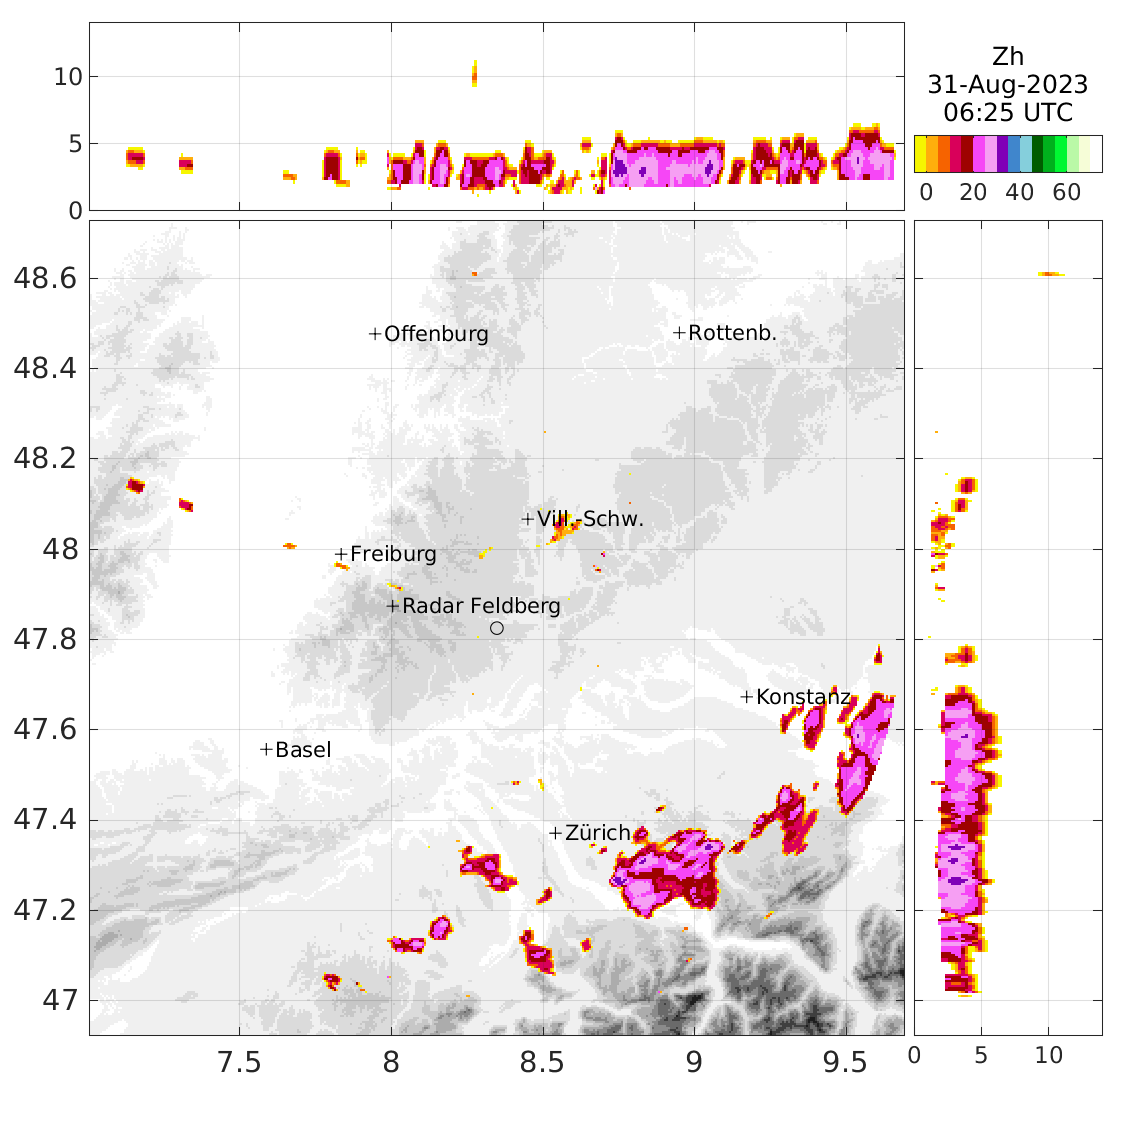 Zh
31-Aug-2023
06:25 UTC
0 20 40 60
10
5
0
48.6
48.4
48.2
48
47.8
47.6
47.4
47.2
47
+Offenburg
+Rottenb.
+Vill.-Schw.
+Freiburg
+Radar Feldberg
+Konstanz
+Basel
+Zürich
7.5 8 8.5 9 9.5
0 5 10